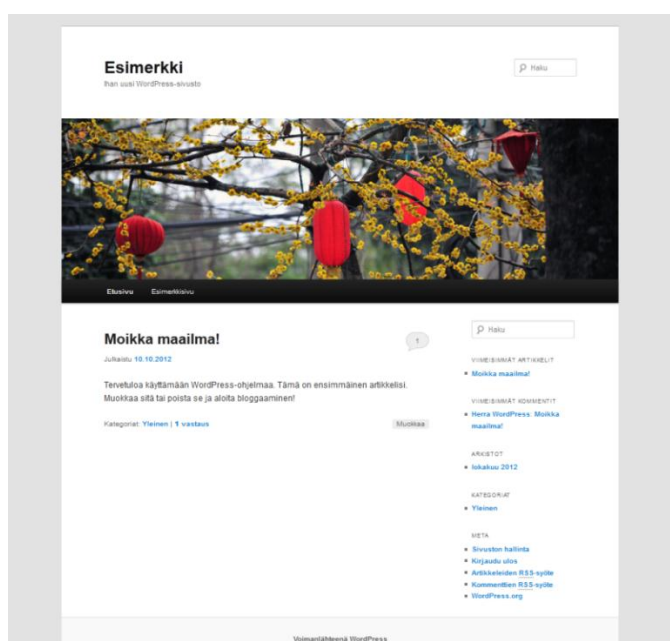 Esimerkki
Ihan uusi WordPress-sivusto
Haku
Etusivu Esimerkkisivu
Moikka maailma!
1
Julkaistu 10.10.2012
Tervetuloa käyttämään WordPress-ohjelmaa. Tämä on ensimmäinen artikkelisi.
Muokkaa sitä tai poista se ja aloita bloggaaminen!
Kategoriat: Yleinen | 1 vastaus
Muokkaa
Haku
VIIMEISIMMÄT ARTIKKELIT
Moikka maailma!
VIIMEISIMMÄT KOMMENTIT
Herra WordPress: Moikka
maailma!
ARKISTOT
lokakuu 2012
KATEGORIAT
Yleinen
META
Sivuston hallinta
Kirjaudu ulos
Artikkeleiden RSS-syöte
Kommenttien RSS-syöte
WordPress.org
Voimanlähteenä WordPress